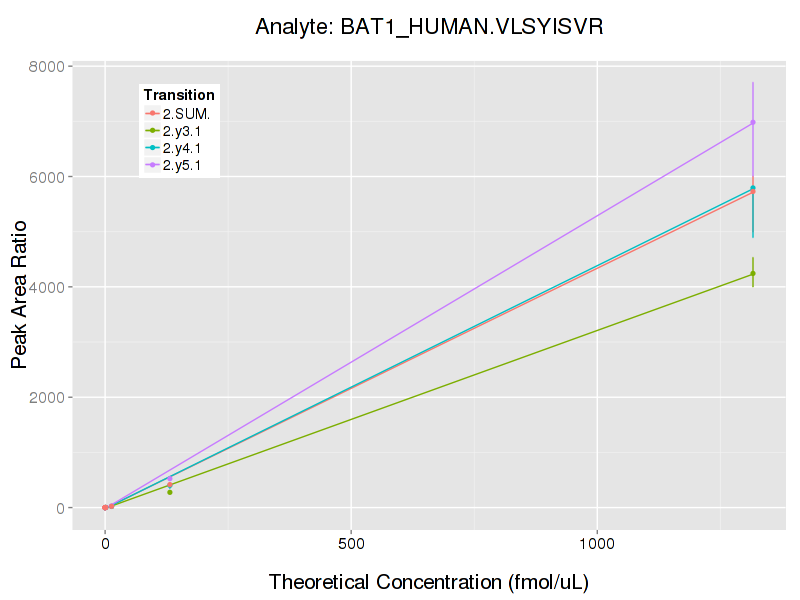 Analyte: BAT1_HUMAN.VLSYISVR
8000
6000
4000
2000
0
Peak Area Ratio
Transition
2.SUM.
2.y3.1
2.y4.1
2.y5.1
0
500
1000
Theoretical Concentration (fmol/uL)